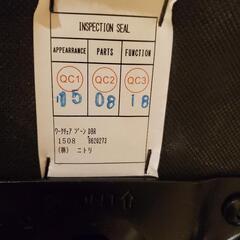 INSPECTION SEAL
APPEARANCE PARTS FUNCTION
QC1 QC2 QC3
15 08 18
ワークチェア ブーン DBR
1508 6620273
(株) ニトリ